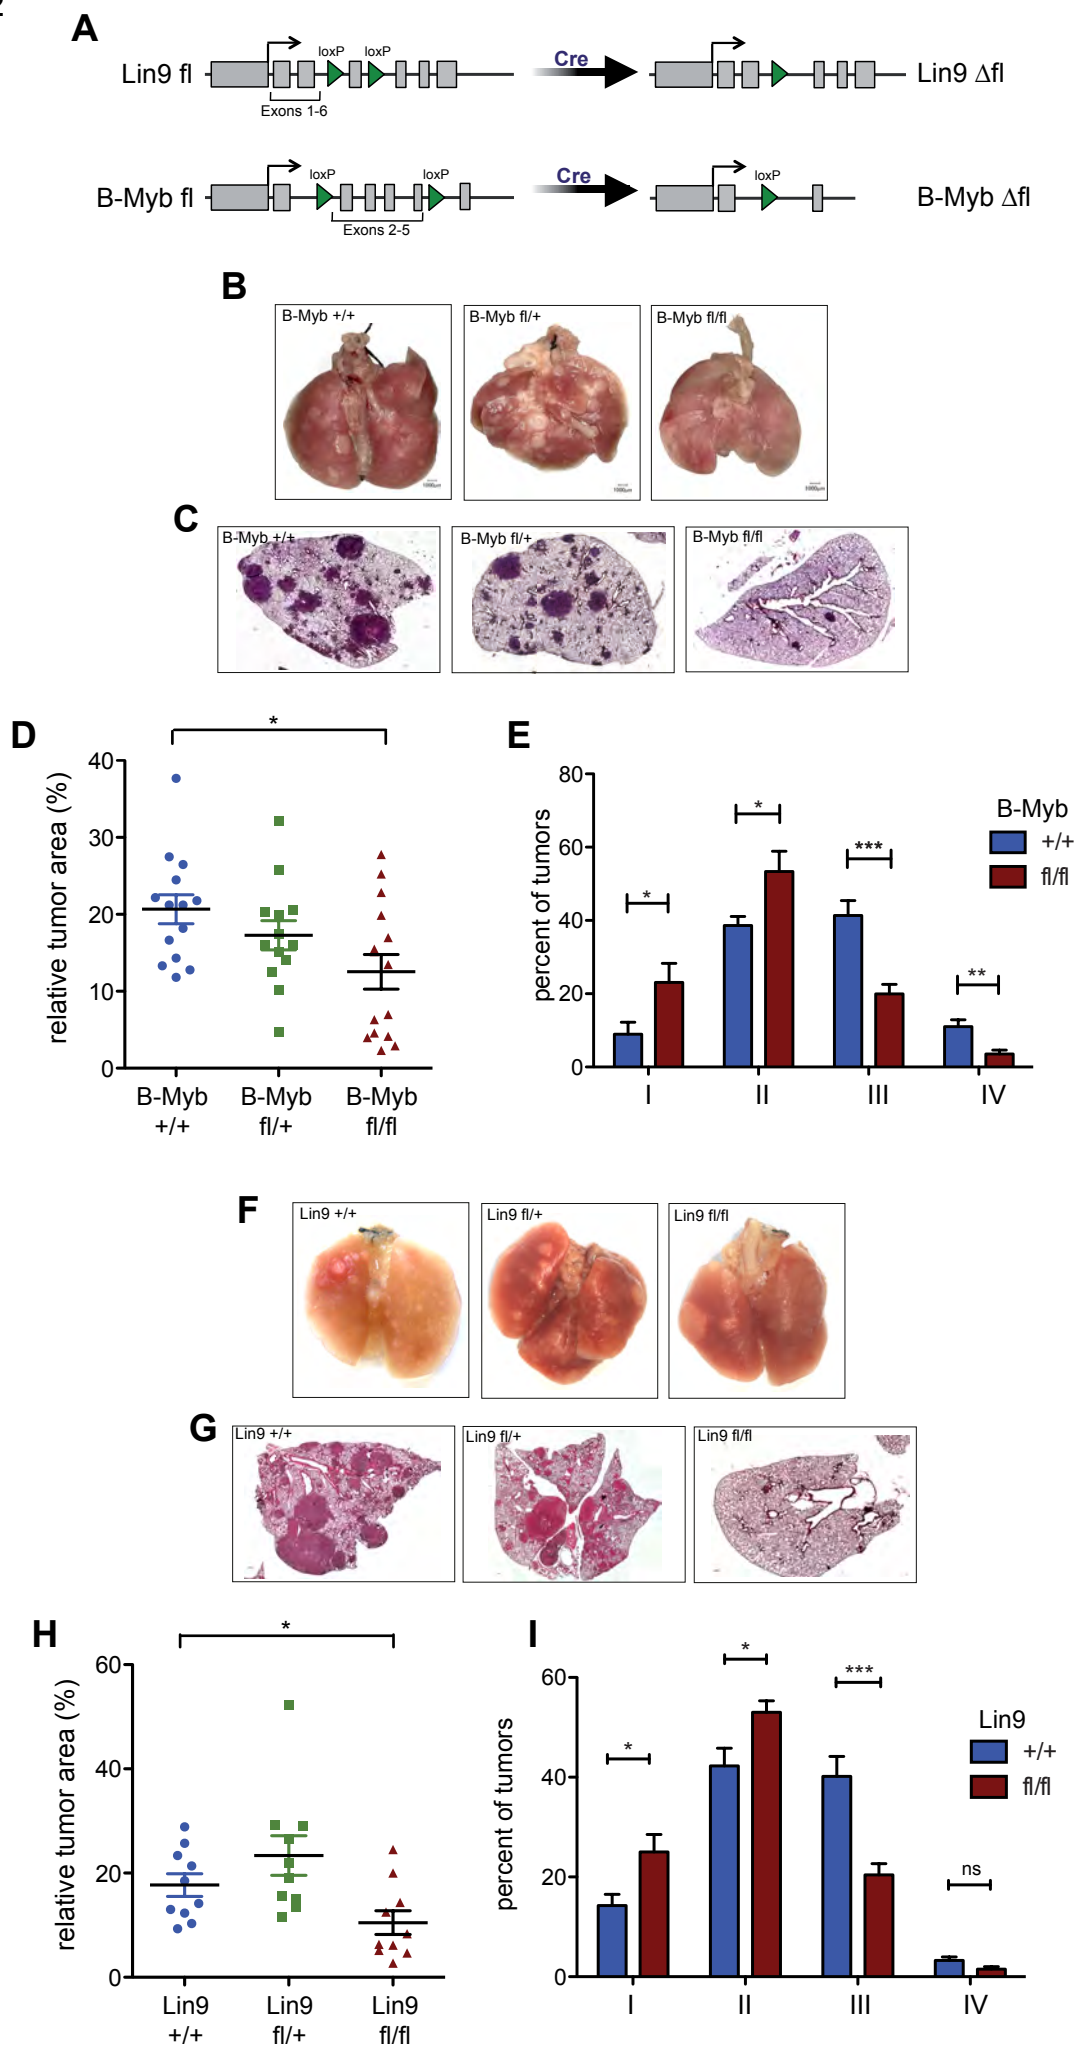 A
Lin9 fl
loxP
loxP
Exons 1-6
Cre
Lin9 Δfl
B-Myb fl
loxP
loxP
Exons 2-5
Cre
loxP
B-Myb Δfl
B
B-Myb +/+
B-Myb fl/+
B-Myb fl/fl
1000µm
1000µm
1000µm
C
B-Myb +/+
B-Myb fl/+
B-Myb fl/fl
D
*
relative tumor area (%)
40
30
20
10
0
B-Myb
+/+
B-Myb
fl/+
B-Myb
fl/fl
E
percent of tumors
80
60
40
20
0
*
*
***
**
I
II
III
IV
B-Myb
+/+
fl/fl
F
Lin9 +/+
Lin9 fl/+
Lin9 fl/fl
G
Lin9 +/+
Lin9 fl/+
Lin9 fl/fl
H
*
relative tumor area (%)
60
40
20
0
Lin9
+/+
Lin9
fl/+
Lin9
fl/fl
I
percent of tumors
60
40
20
0
*
*
***
ns
I
II
III
IV
Lin9
+/+
fl/fl